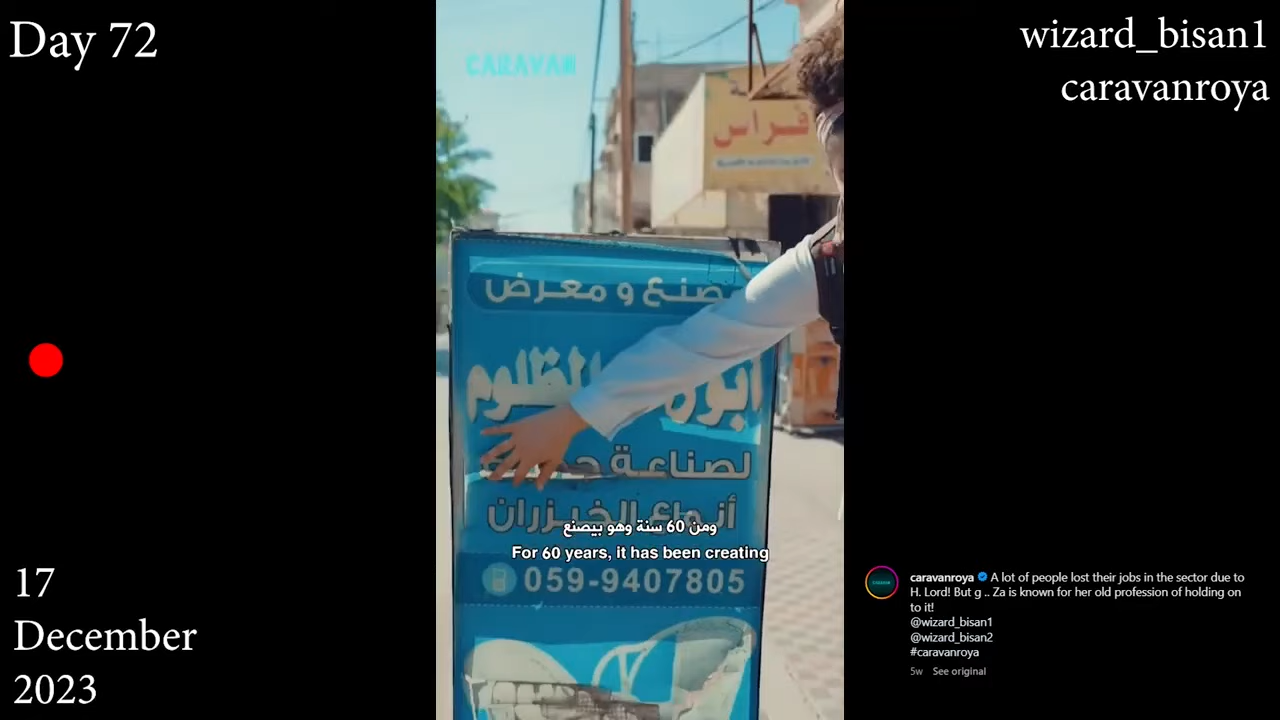 Day 72
wizard_bisan1
caravanroya
CARAVAN
فراس
مصنع و معرض
أبو المظلوم
لصناعة جميع
أنواع الخيزران
ومن 60 سنة وهو بيصنع
For 60 years, it has been creating
059-9407805
17
December
2023
caravanroya A lot of people lost their jobs in the sector due to
H. Lord! But g .. Za is known for her old profession of holding on
to it!
@wizard_bisan1
@wizard_bisan2
#caravanroya
5w See original